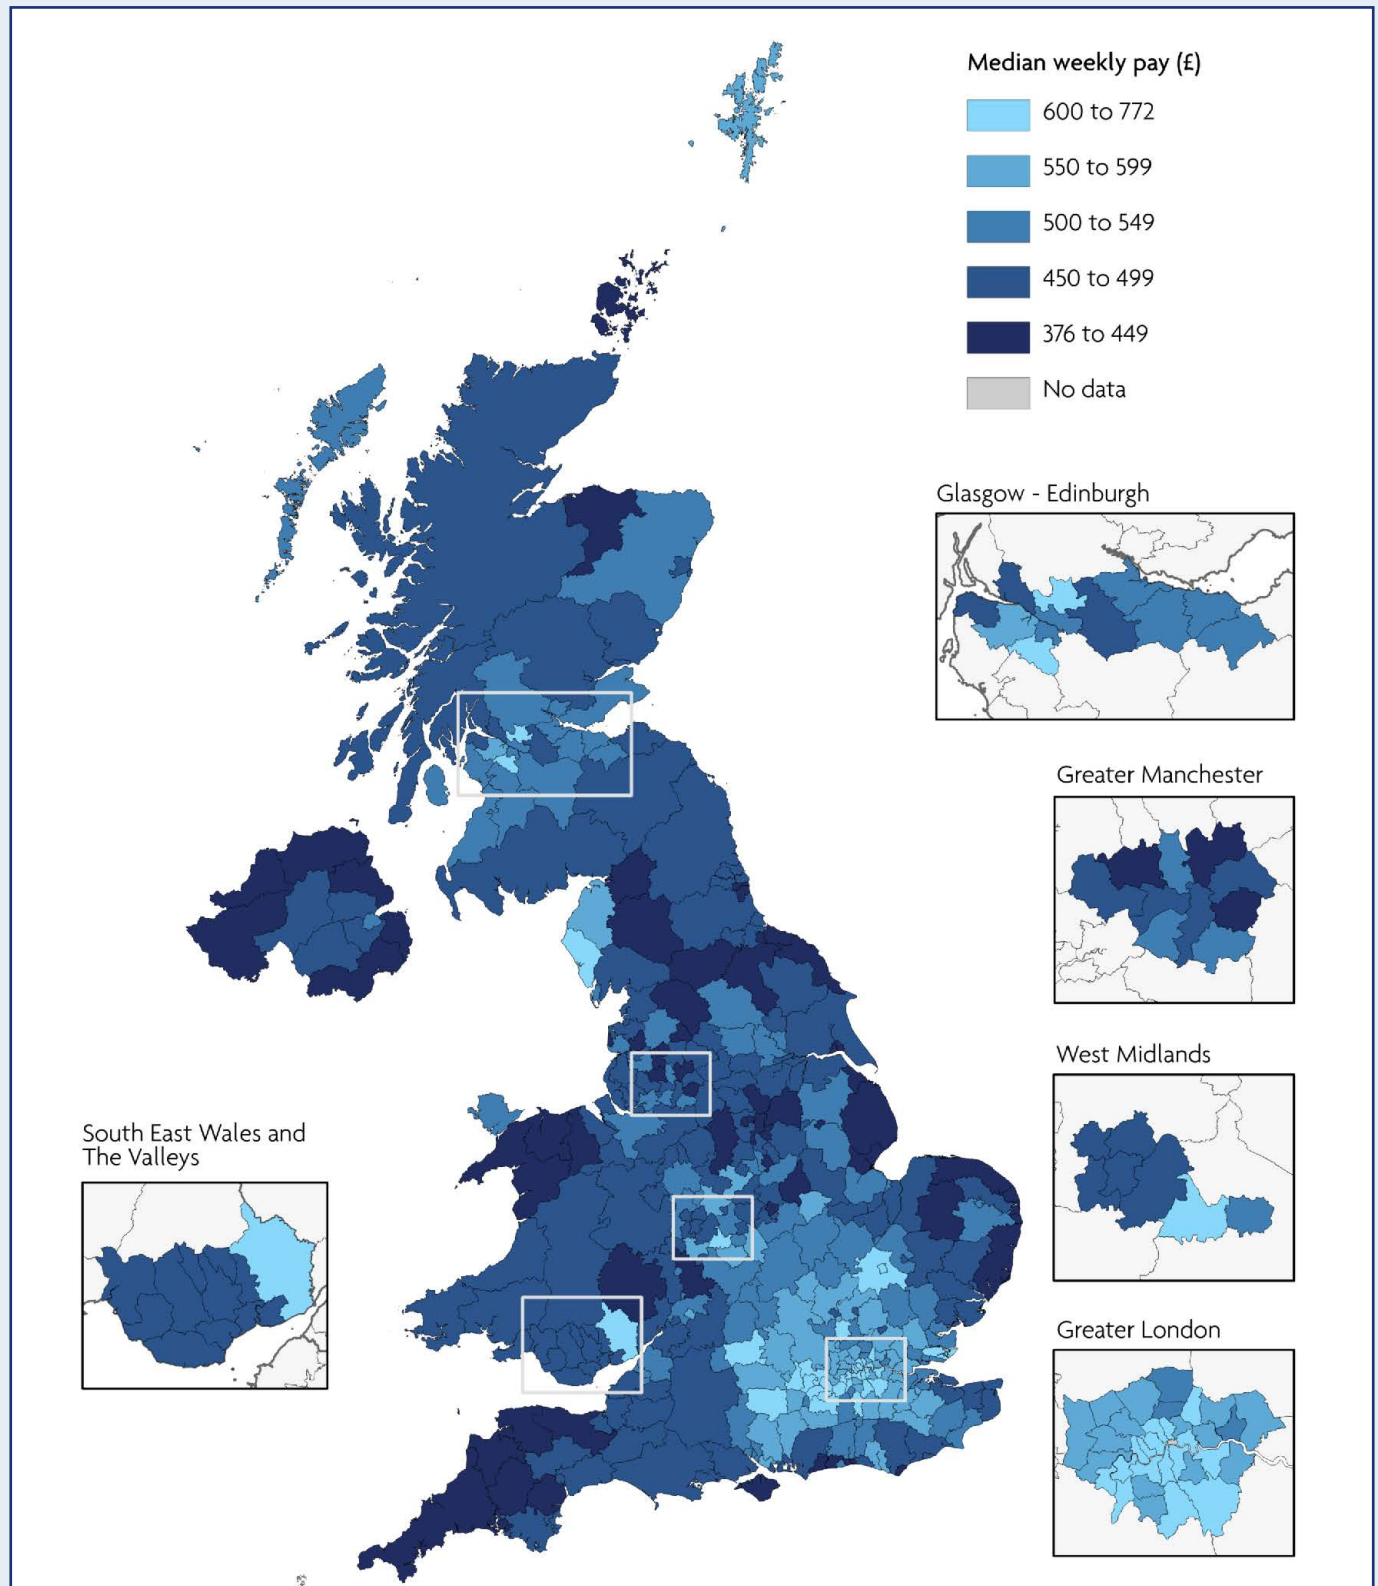 Median weekly pay (£)
600 to 772
550 to 599
500 to 549
450 to 499
376 to 449
No data
Glasgow - Edinburgh
Greater Manchester
West Midlands
South East Wales and
The Valleys
Greater London